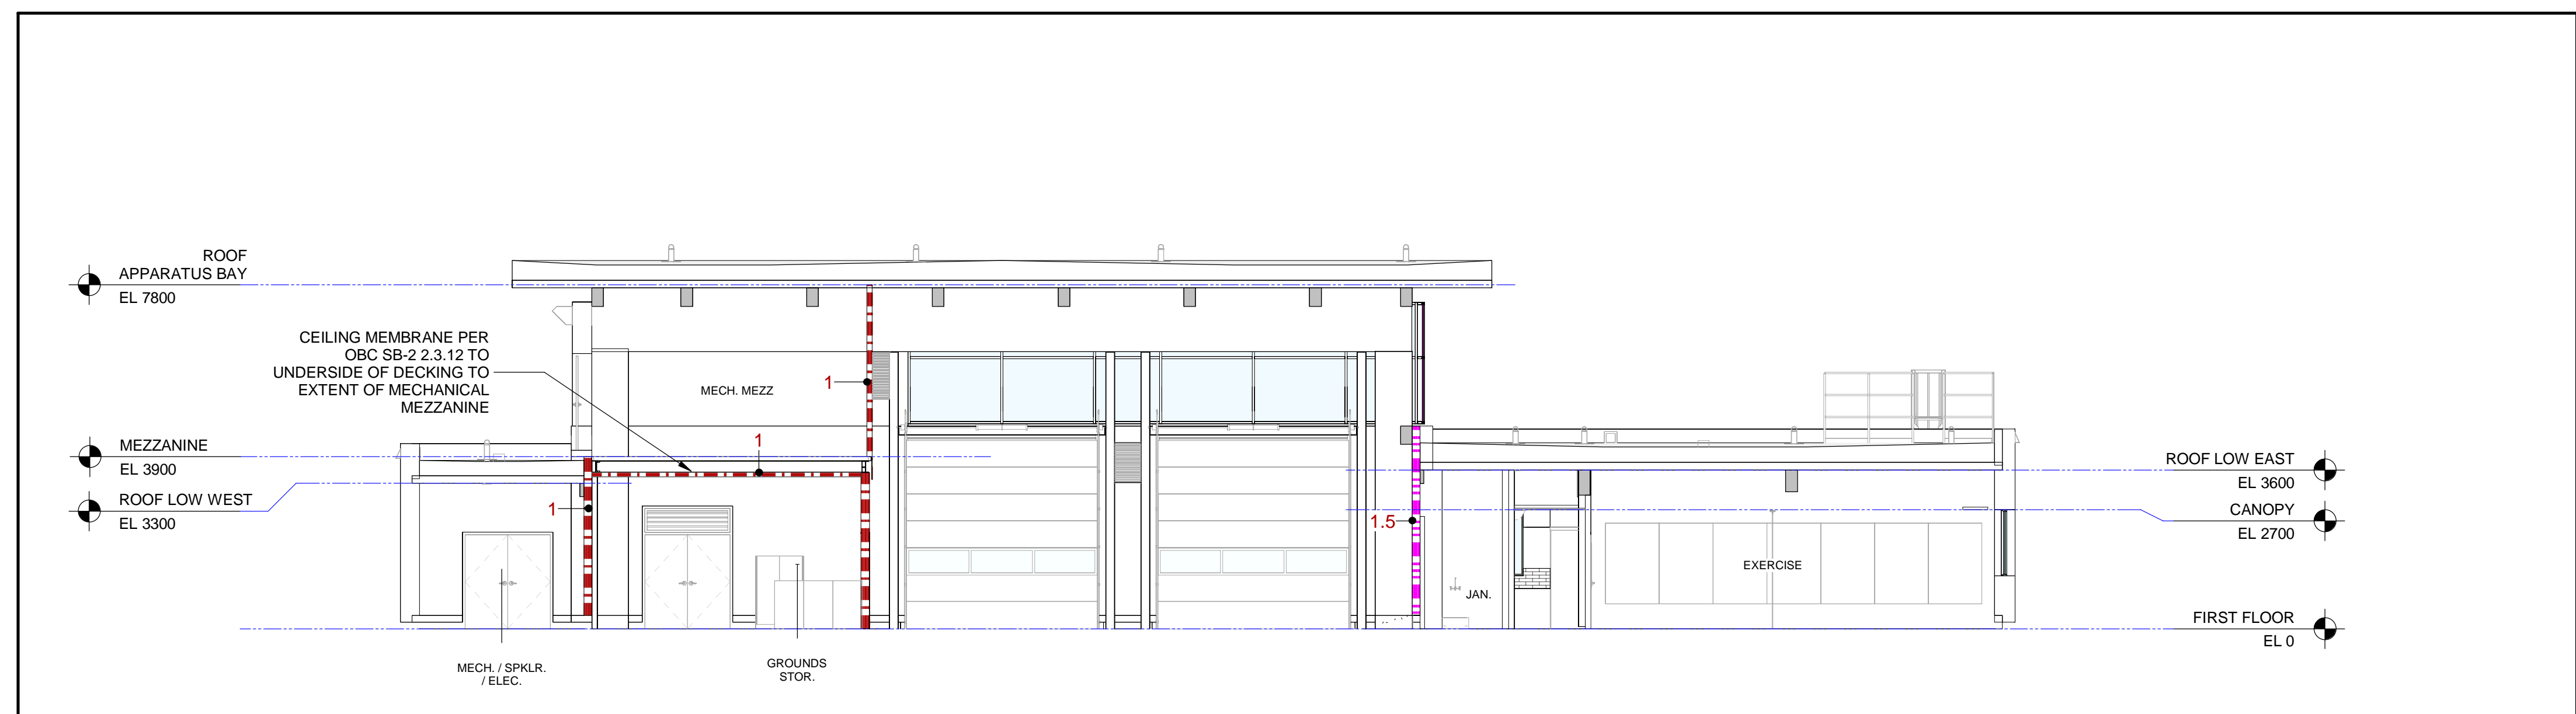 ROOF
APPARATUS BAY
EL 7800
CEILING MEMBRANE PER
OBC SB-2 2.3.12 TO
UNDERSIDE OF DECKING TO
EXTENT OF MECHANICAL
MEZZANINE
MEZZANINE
EL 3900
ROOF LOW WEST
EL 3300
1
MECH. MEZZ
1
1
1.5
JAN.
EXERCISE
ROOF LOW EAST
EL 3600
CANOPY
EL 2700
FIRST FLOOR
EL 0
MECH. / SPKLR.
/ ELEC.
GROUNDS
STOR.